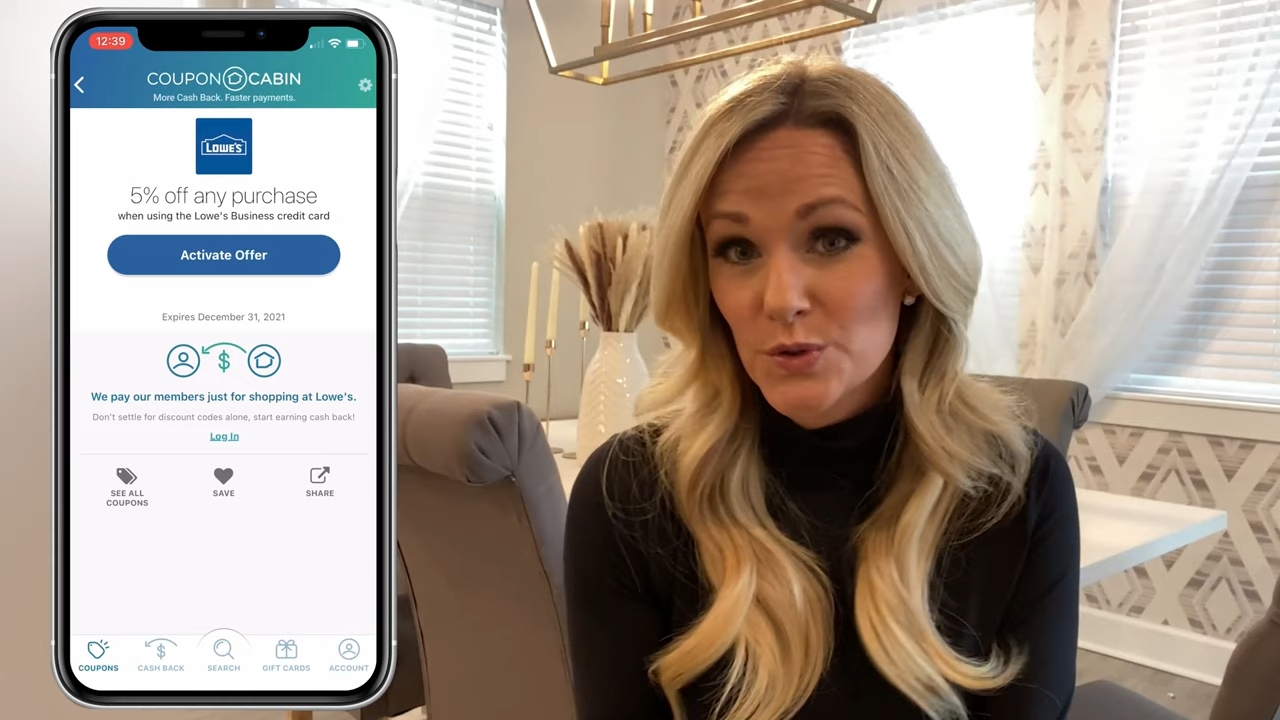 12:39
COUPON CABIN
More Cash Back. Faster payments.
LOWE'S
5% off any purchase
when using the Lowe's Business credit card
Activate Offer
Expires December 31, 2021
$
We pay our members just for shopping at Lowe's.
Don't settle for discount codes alone, start earning cash back!
Log In
SEE ALL COUPONS
SAVE
SHARE
$
COUPONS
CASH BACK
SEARCH
GIFT CARDS
ACCOUNT